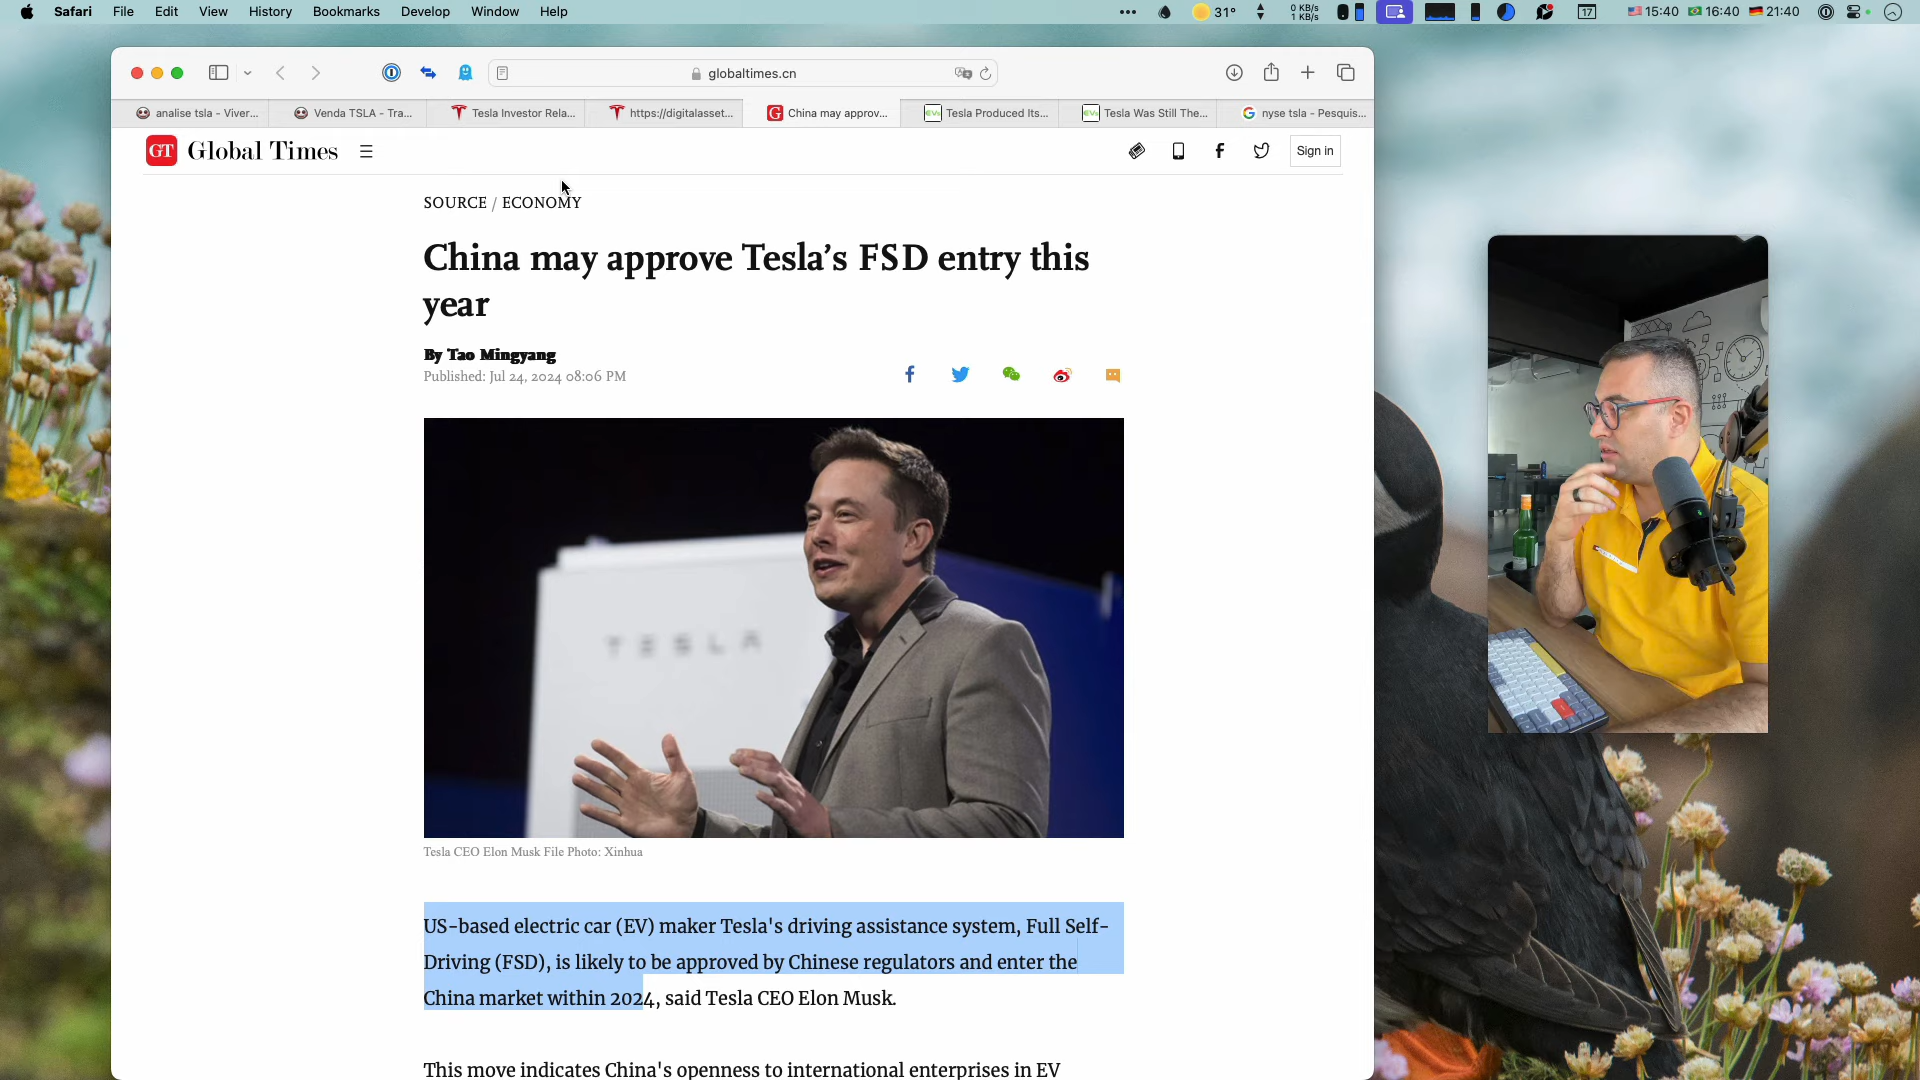 Safari File Edit View History Bookmarks Develop Window Help
31° 0 KB/s 1 KB/s 17 15:40 16:40 21:40
globaltimes.cn
analise tsla - Viver... Venda TSLA - Tra... Tesla Investor Rela... https://digitalasset... China may approv... Tesla Produced Its... Tesla Was Still The... nyse tsla - Pesquis...
GT Global Times Sign in
SOURCE / ECONOMY
China may approve Tesla's FSD entry this
year
By Tao Mingyang
Published: Jul 24, 2024 08:06 PM
TESLA
Tesla CEO Elon Musk File Photo: Xinhua
US-based electric car (EV) maker Tesla's driving assistance system, Full Self-
Driving (FSD), is likely to be approved by Chinese regulators and enter the
China market within 2024, said Tesla CEO Elon Musk.
This move indicates China's openness to international enterprises in EV